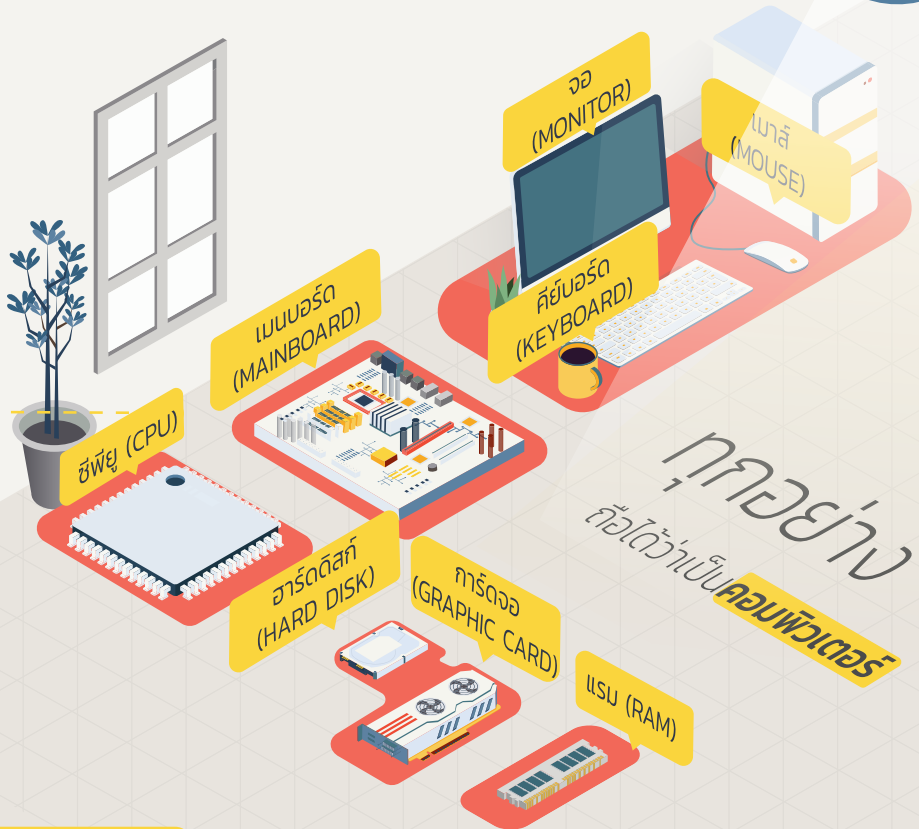 จอ
(MONITOR)
เมาส์
(MOUSE)
คีย์บอร์ด
(KEYBOARD)
เมนบอร์ด
(MAINBOARD)
ซีพียู (CPU)
ฮาร์ดดิสก์
(HARD DISK)
การ์ดจอ
(GRAPHIC CARD)
แรม (RAM)
ทุกอย่าง
ถือได้ว่าเป็นคอมพิวเตอร์